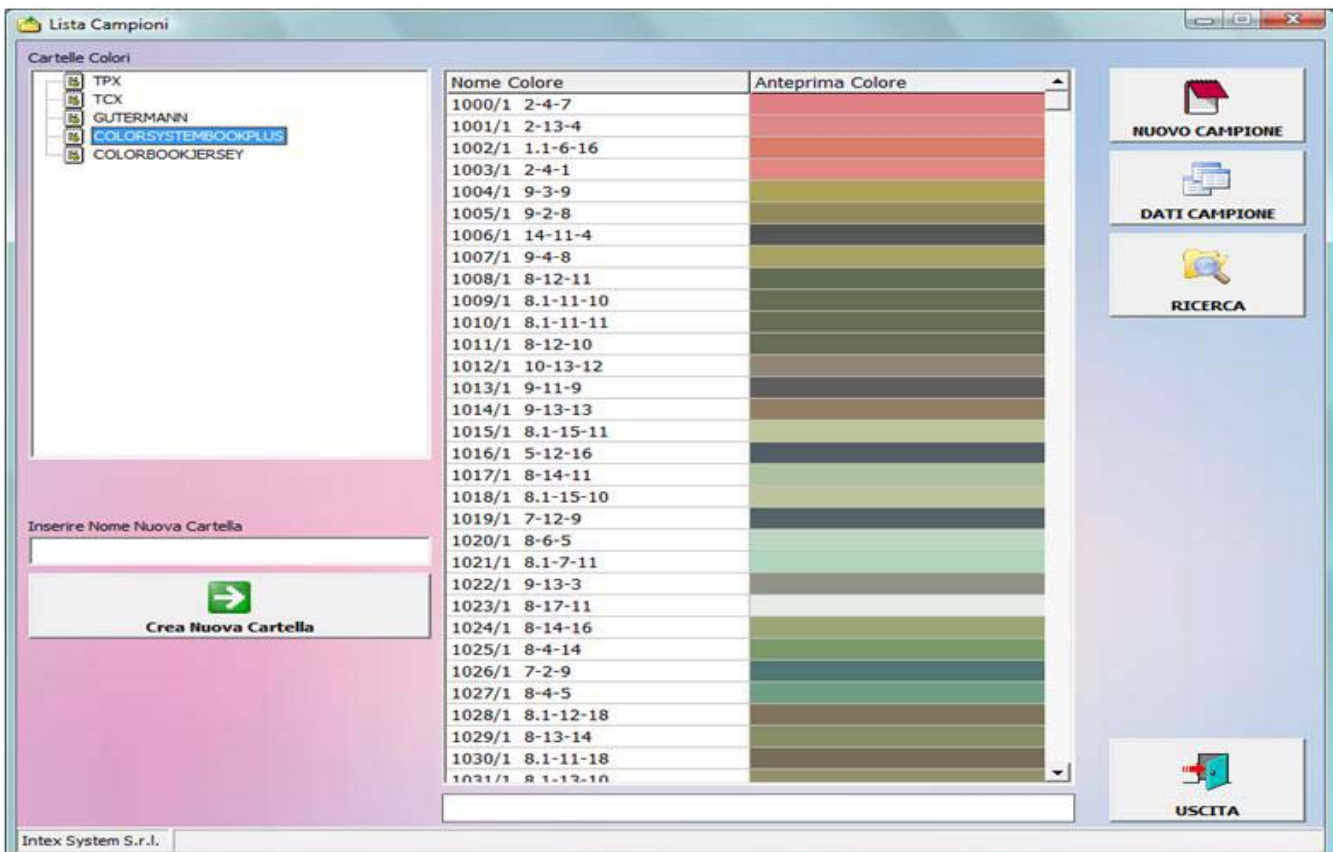 Lista Campioni
Cartelle Colori
TPX
TCX
GUTERMANN
COLORSYSTEMBOOKPLUS
COLORBOOKJERSEY
Inserire Nome Nuova Cartella
Crea Nuova Cartella
Nome Colore Anteprima Colore
1000/1 2-4-7
1001/1 2-13-4
1002/1 1.1-6-16
1003/1 2-4-1
1004/1 9-3-9
1005/1 9-2-8
1006/1 14-11-4
1007/1 9-4-8
1008/1 8-12-11
1009/1 8.1-11-10
1010/1 8.1-11-11
1011/1 8-12-10
1012/1 10-13-12
1013/1 9-11-9
1014/1 9-13-13
1015/1 8.1-15-11
1016/1 5-12-16
1017/1 8-14-11
1018/1 8.1-15-10
1019/1 7-12-9
1020/1 8-6-5
1021/1 8.1-7-11
1022/1 9-13-3
1023/1 8-17-11
1024/1 8-14-16
1025/1 8-4-14
1026/1 7-2-9
1027/1 8-4-5
1028/1 8.1-12-18
1029/1 8-13-14
1030/1 8.1-11-18
1031/1 8.1-13-10
NUOVO CAMPIONE
DATI CAMPIONE
RICERCA
USCITA
Intex System S.r.l.